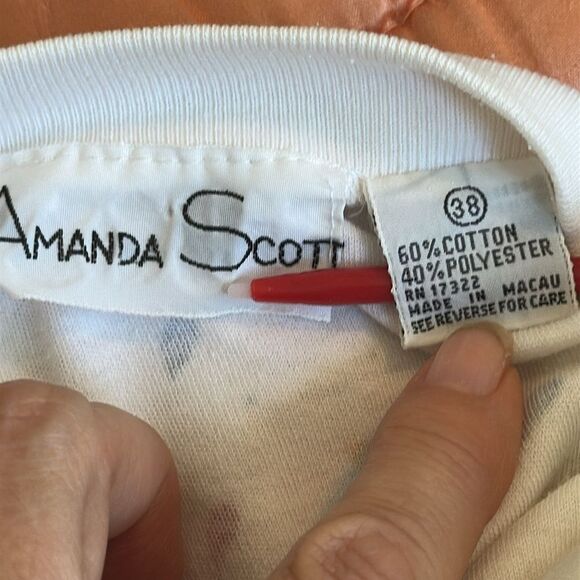 AMANDA SCOTT
38
60% COTTON
40% POLYESTER
RN 17322
MADE IN MACAU
SEE REVERSE FOR CARE